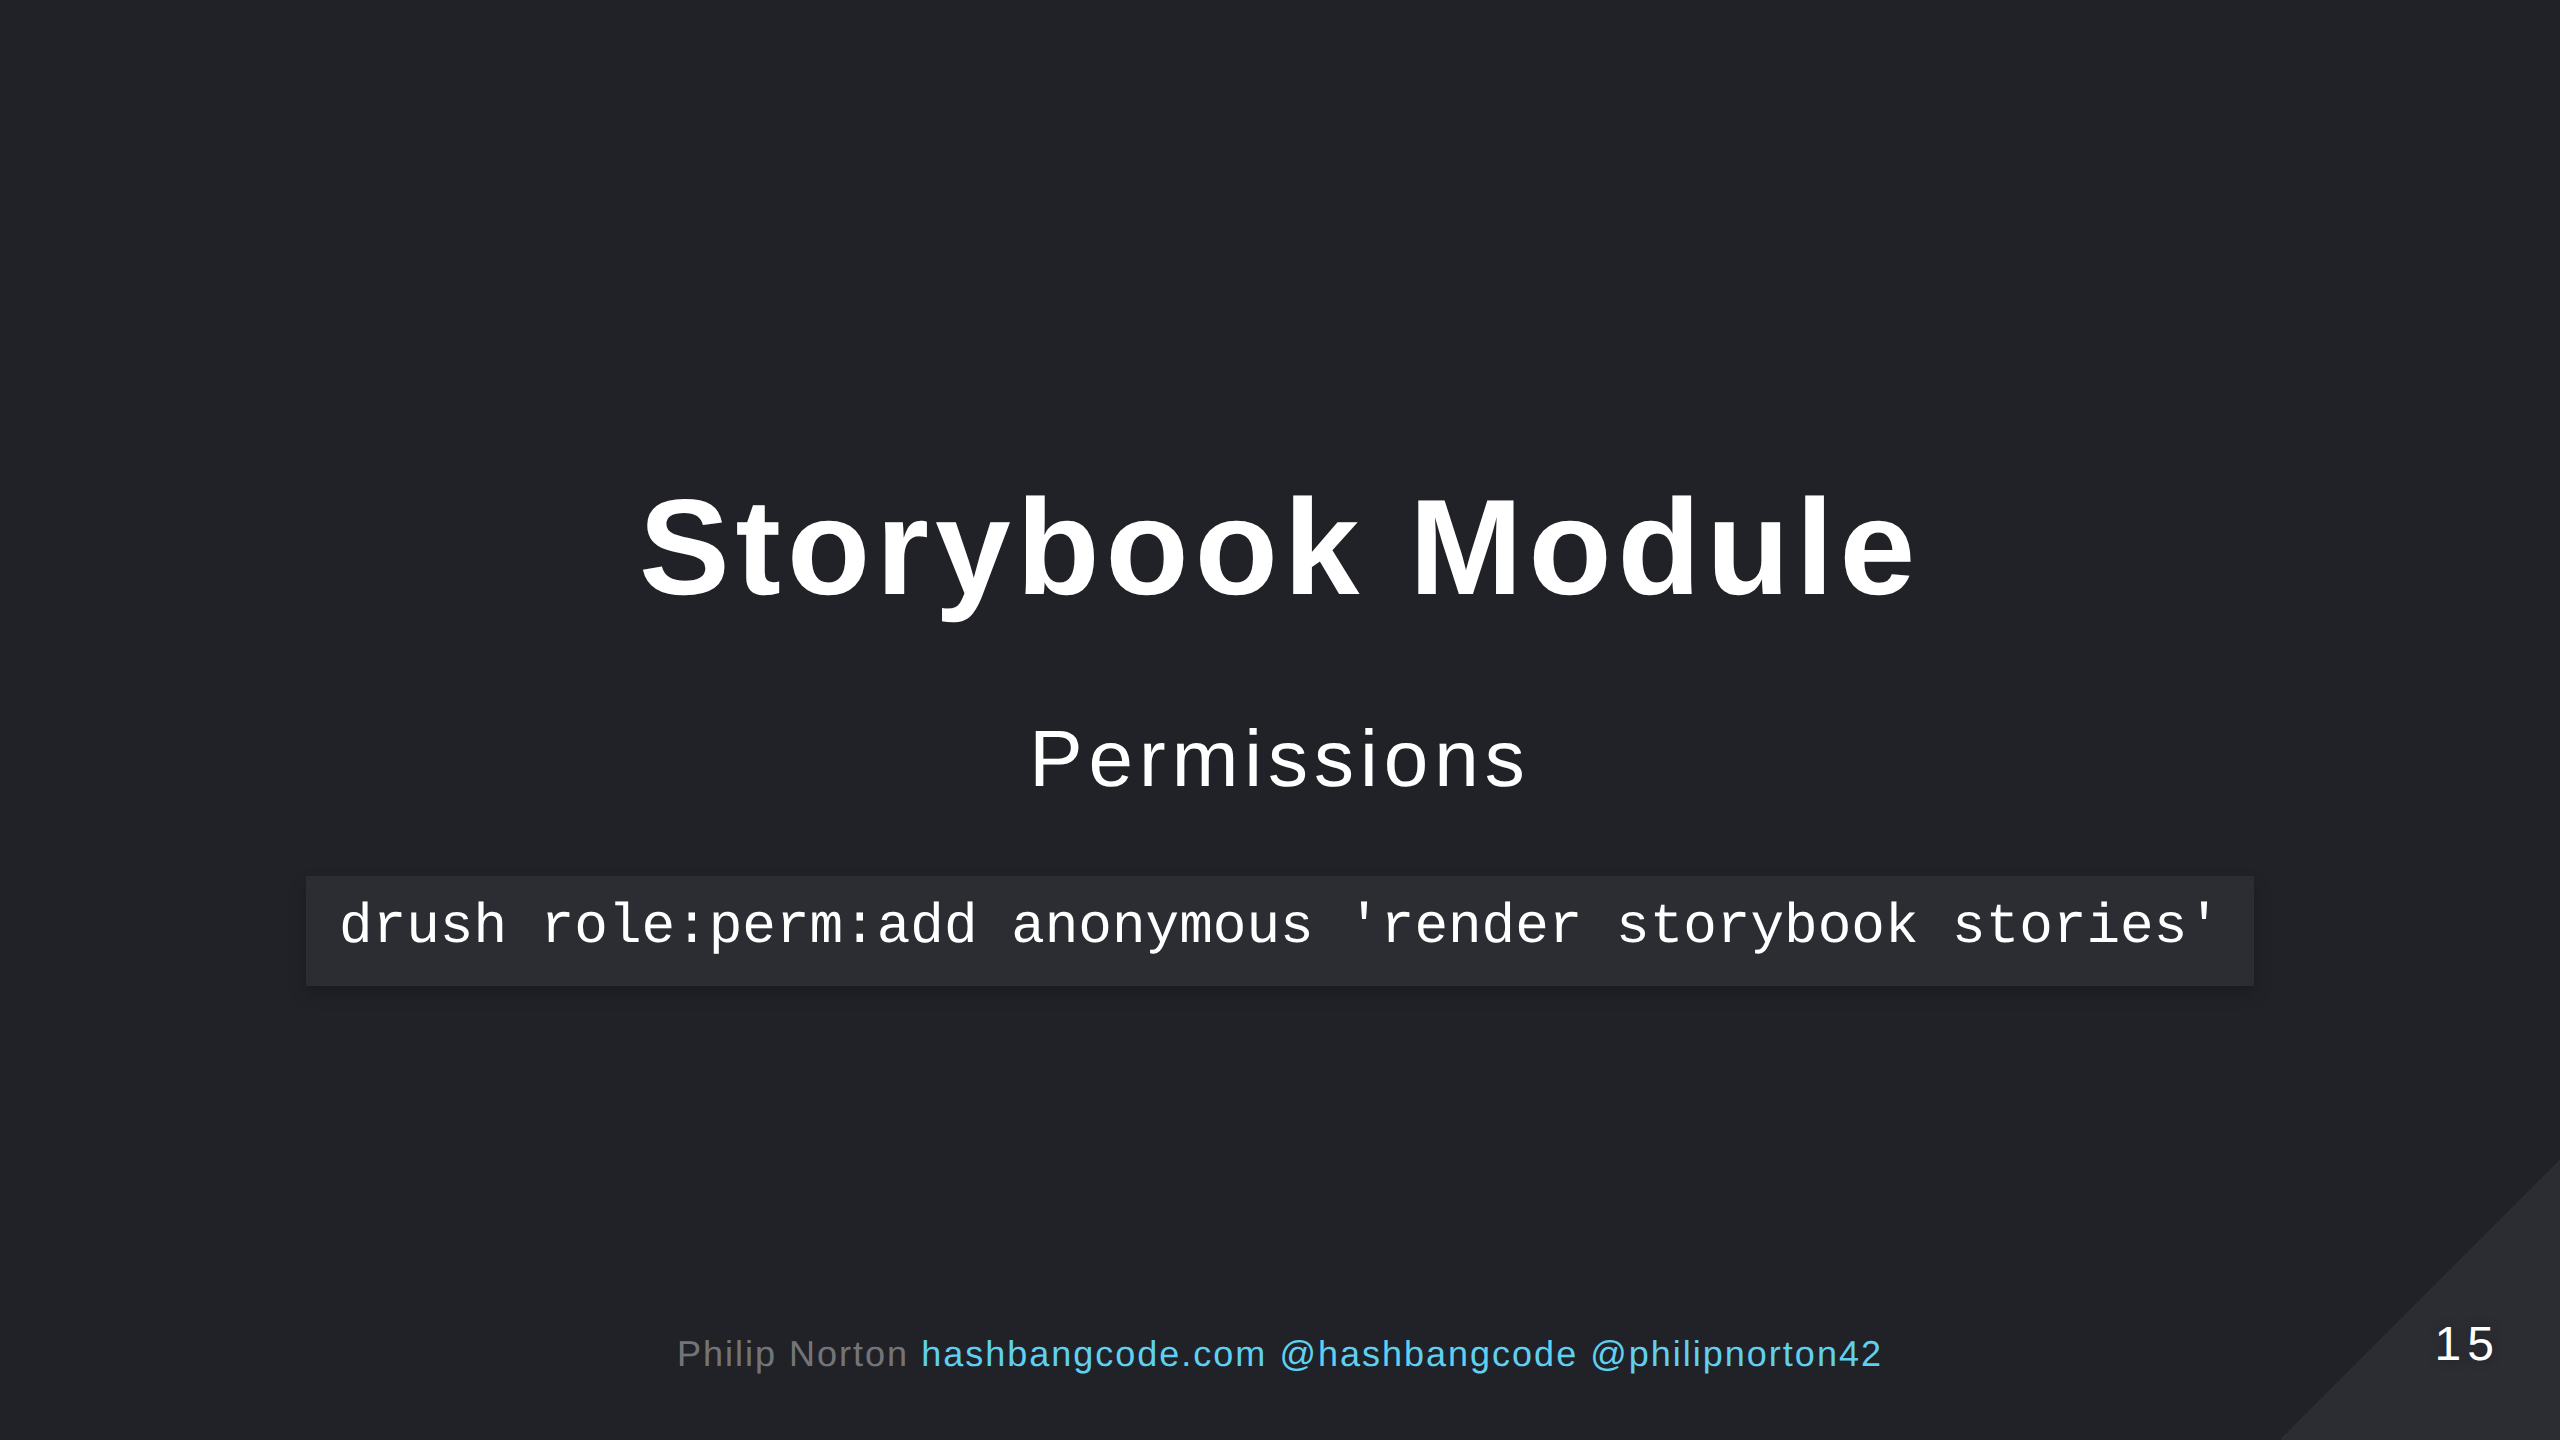 Storybook Module
Permissions
drush role:perm:add anonymous 'render storybook stories'
Philip Norton hashbangcode.com @hashbangcode @philipnorton42
15